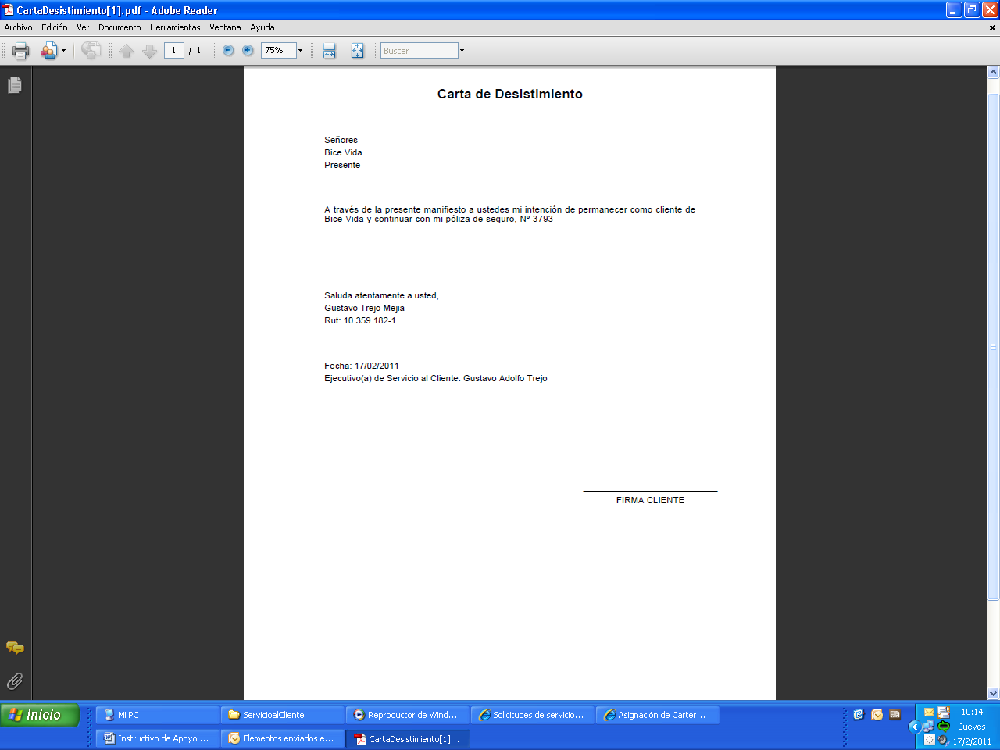 CartaDesistimiento[1].pdf - Adobe Reader
Archivo Edición Ver Documento Herramientas Ventana Ayuda
1 / 1 75% Buscar
Carta de Desistimiento
Señores
Bice Vida
Presente
A través de la presente manifiesto a ustedes mi intención de permanecer como cliente de
Bice Vida y continuar con mi póliza de seguro, Nº 3793
Saluda atentamente a usted,
Gustavo Trejo Mejia
Rut: 10.359.182-1
Fecha: 17/02/2011
Ejecutivo(a) de Servicio al Cliente: Gustavo Adolfo Trejo
FIRMA CLIENTE
Inicio Mi PC ServicioalCliente Reproductor de Wind... Solicitudes de servicio... Asignación de Carter... 10:14
Jueves
Instructivo de Apoyo ... Elementos enviados e... CartaDesistimiento[1]... 17/2/2011